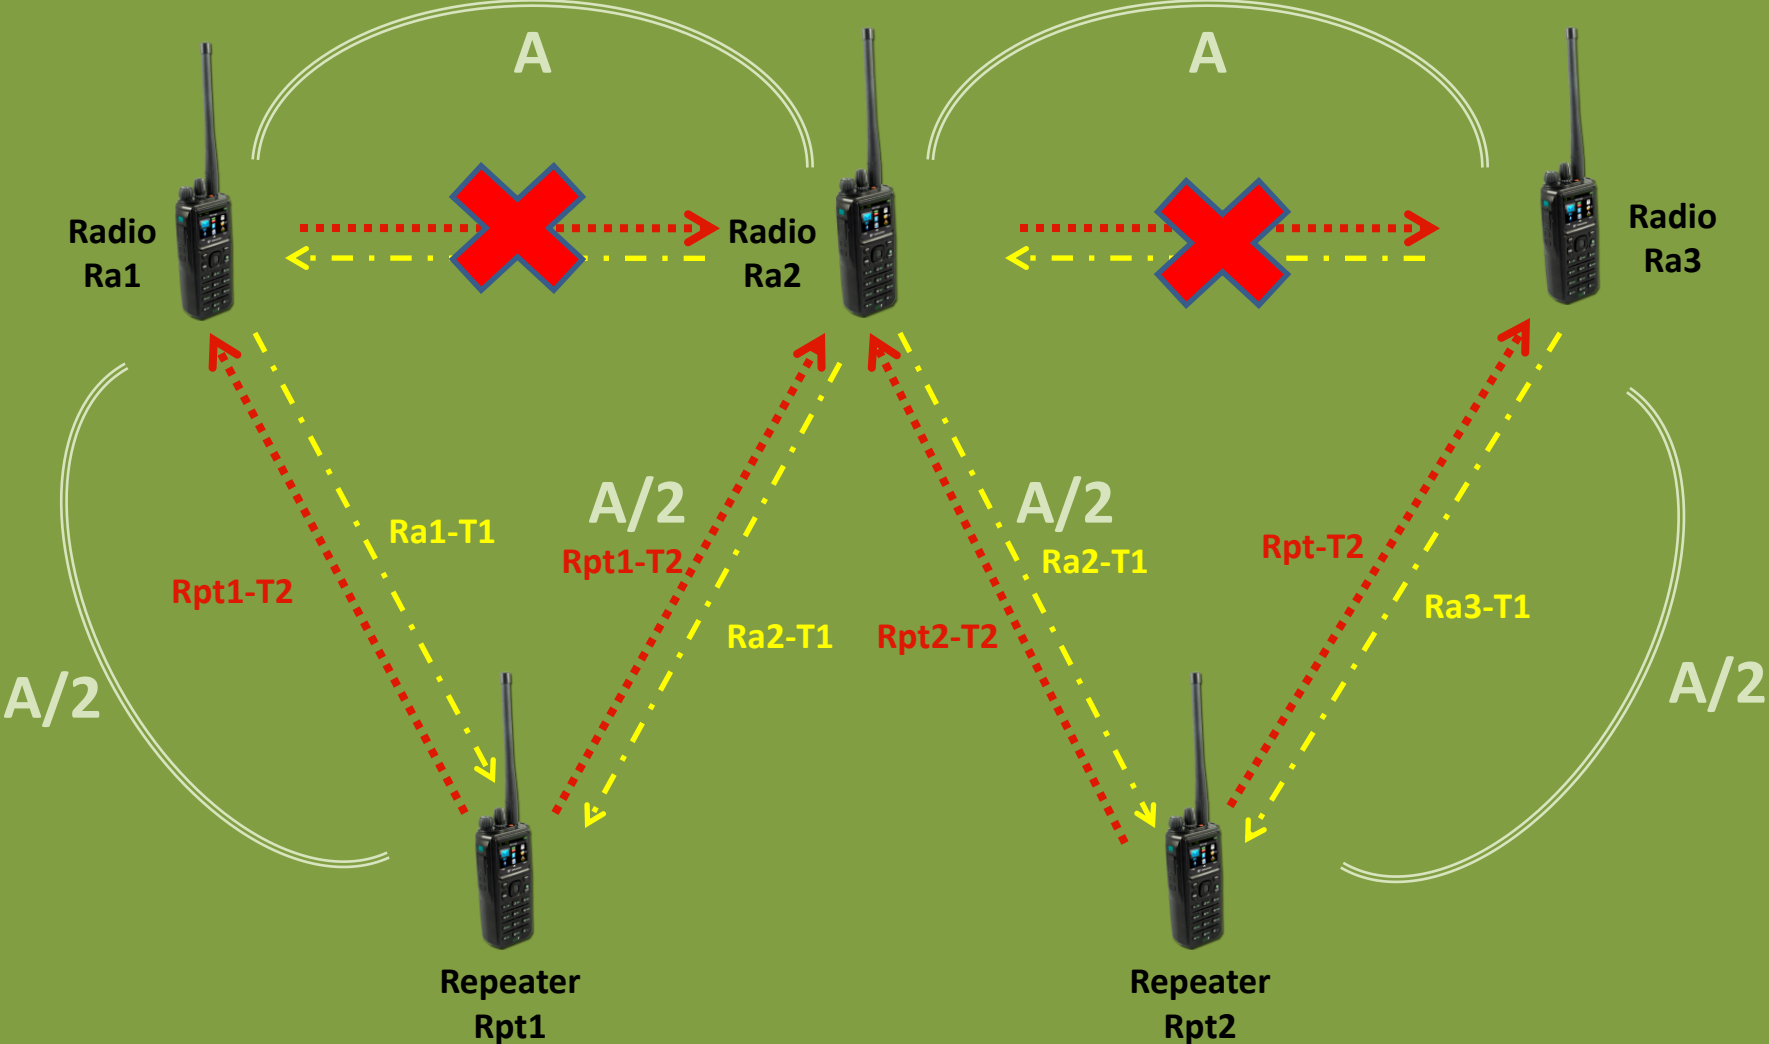 A
A
Radio
Ra1
Radio
Ra2
Radio
Ra3
A/2
A/2
Ra1-T1
Rpt1-T2
Ra2-T1
Rpt-T2
Rpt1-T2
Ra3-T1
Ra2-T1
Rpt2-T2
A/2
A/2
Repeater
Rpt1
Repeater
Rpt2